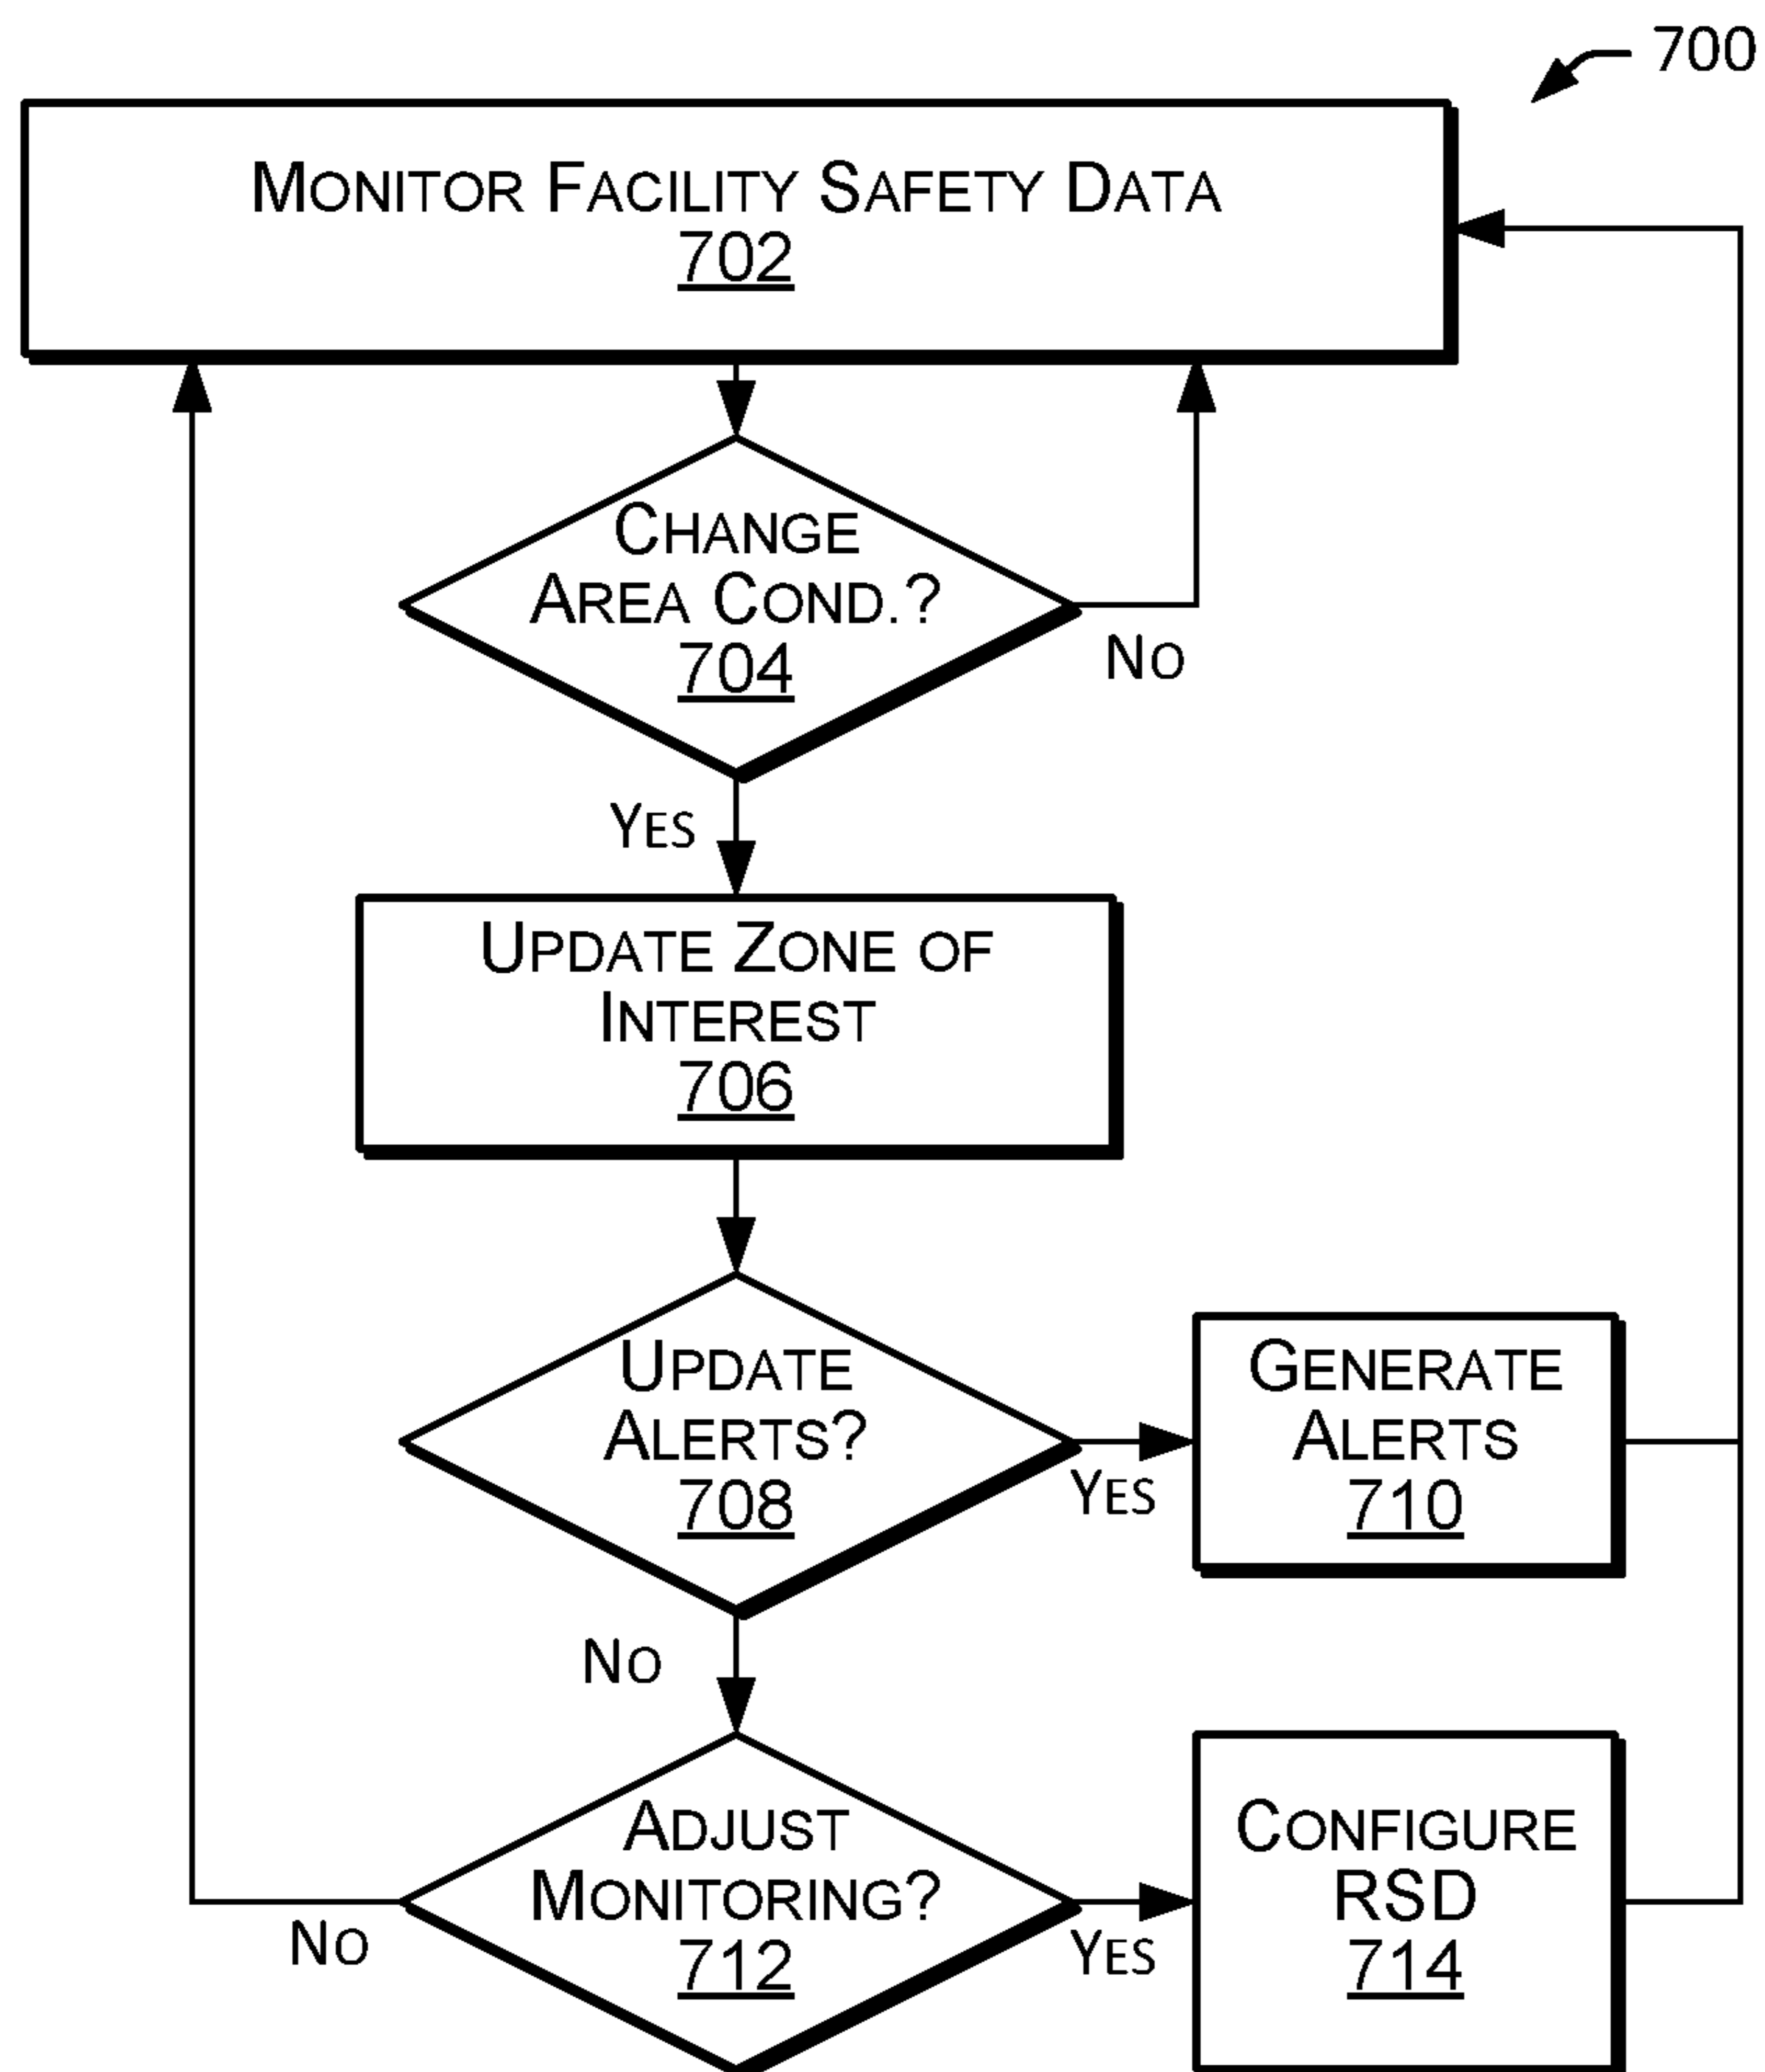 700
MONITOR FACILITY SAFETY DATA
702
CHANGE
AREA COND.?
704
NO
YES
UPDATE ZONE OF
INTEREST
706
UPDATE
ALERTS?
708
YES
GENERATE
ALERTS
710
NO
ADJUST
MONITORING?
712
NO
YES
CONFIGURE
RSD
714